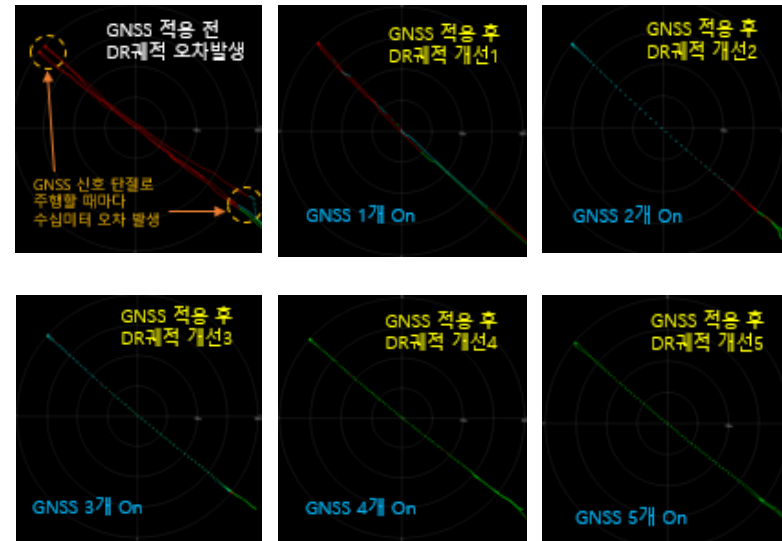 GNSS 적용 전
DR궤적 오차발생
GNSS 신호 단절로
주행할 때마다
수십미터 오차 발생
GNSS 적용 후
DR궤적 개선1
GNSS 1개 On
GNSS 적용 후
DR궤적 개선2
GNSS 2개 On
GNSS 적용 후
DR궤적 개선3
GNSS 3개 On
GNSS 적용 후
DR궤적 개선4
GNSS 4개 On
GNSS 적용 후
DR궤적 개선5
GNSS 5개 On